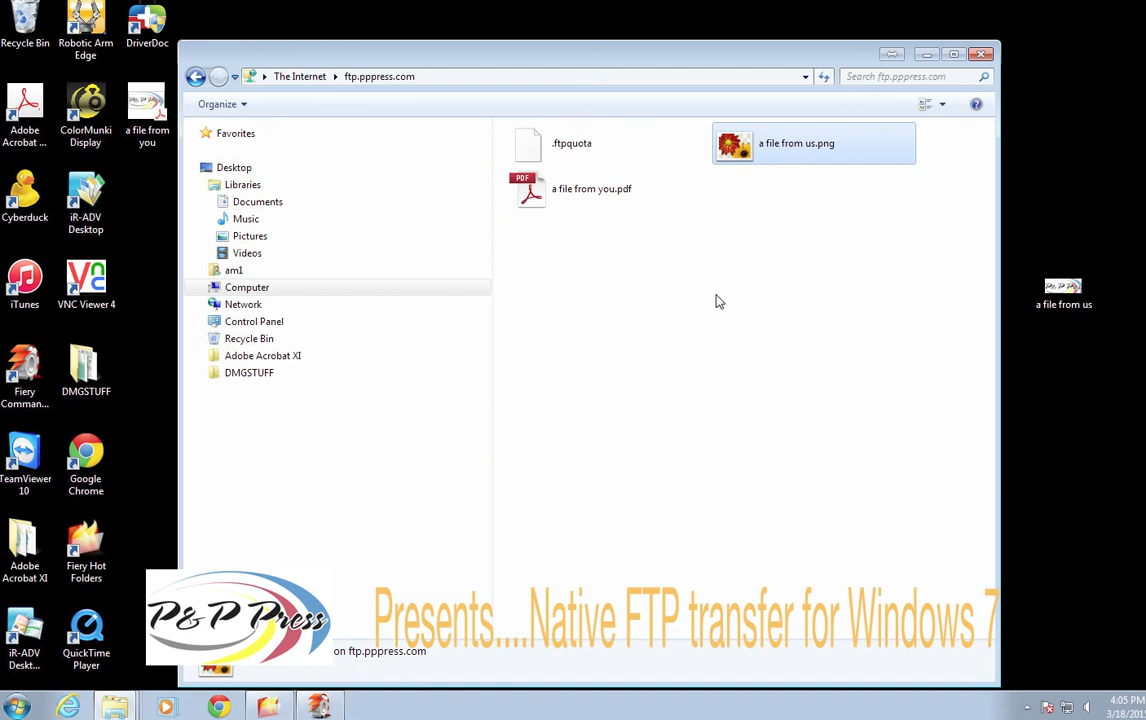 Recycle Bin
Robotic Arm
Edge
DriverDoc
Adobe
Acrobat ...
ColorMunki
Display
a file from
you
Cyberduck
iR-ADV
Desktop
iTunes
VNC Viewer 4
Fiery
Comman...
DMGSTUFF
TeamViewer
10
Google
Chrome
Adobe
Acrobat XI
Fiery Hot
Folders
iR-ADV
Deskt...
QuickTime
Player
The Internet
ftp.pppress.com
Search ftp.pppress.com
Organize
Favorites
Desktop
Libraries
Documents
Music
Pictures
Videos
am1
Computer
Network
Control Panel
Recycle Bin
Adobe Acrobat XI
DMGSTUFF
.ftpquota
a file from us.png
PDF
a file from you.pdf
P&P Press
a file from us
P&P Press
Presents....Native FTP transfer for Windows 7
on ftp.pppress.com
4:05 PM